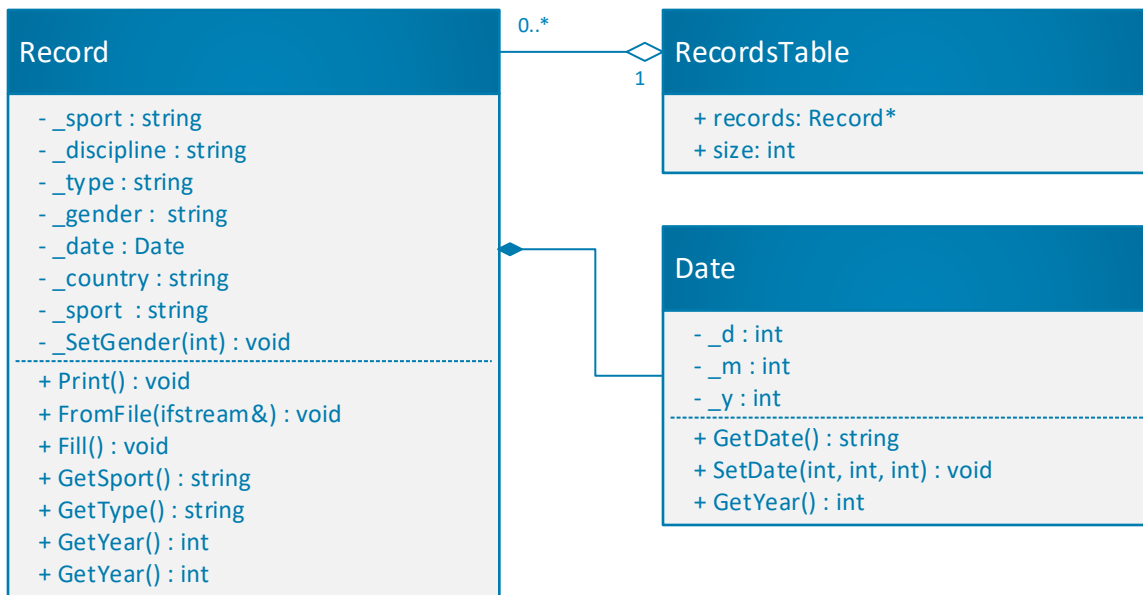 Record
- _sport : string
- _discipline : string
- _type : string
- _gender :  string
- _date : Date
- _country : string
- _sport  : string
- _SetGender(int) : void
+ Print() : void
+ FromFile(ifstream&) : void
+ Fill() : void
+ GetSport() : string
+ GetType() : string
+ GetYear() : int
+ GetYear() : int
0..*
1
RecordsTable
+ records: Record*
+ size: int
Date
- _d : int
- _m : int
- _y : int
+ GetDate() : string
+ SetDate(int, int, int) : void
+ GetYear() : int